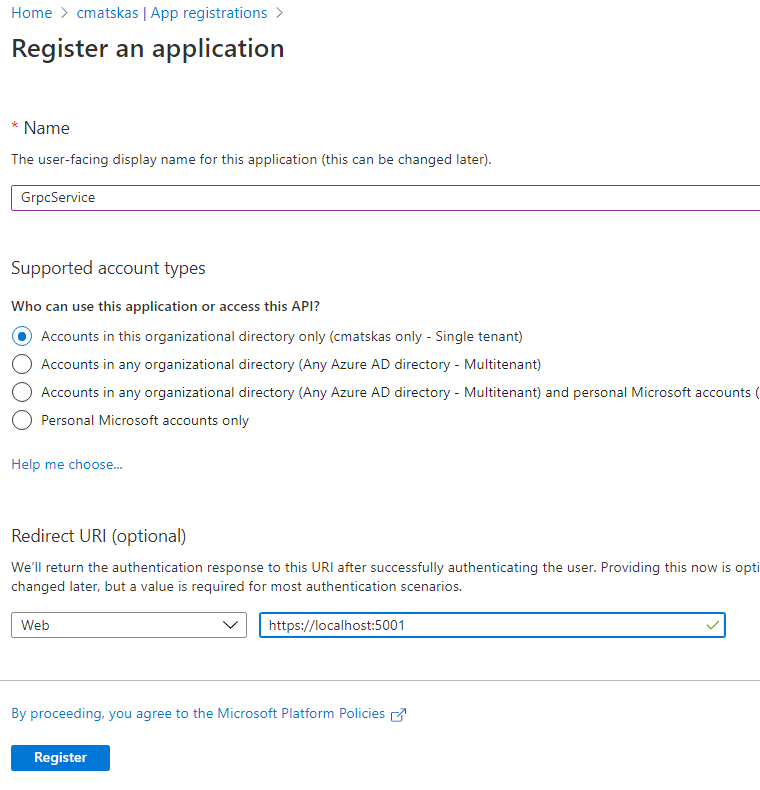 Home > cmatskas | App registrations >
Register an application
* Name
The user-facing display name for this application (this can be changed later).
GrpcService
Supported account types
Who can use this application or access this API?
Accounts in this organizational directory only (cmatskas only - Single tenant)
Accounts in any organizational directory (Any Azure AD directory - Multitenant)
Accounts in any organizational directory (Any Azure AD directory - Multitenant) and personal Microsoft accounts (
Personal Microsoft accounts only
Help me choose...
Redirect URI (optional)
We'll return the authentication response to this URI after successfully authenticating the user. Providing this now is opti
changed later, but a value is required for most authentication scenarios.
Web
https://localhost:5001
By proceeding, you agree to the Microsoft Platform Policies
Register